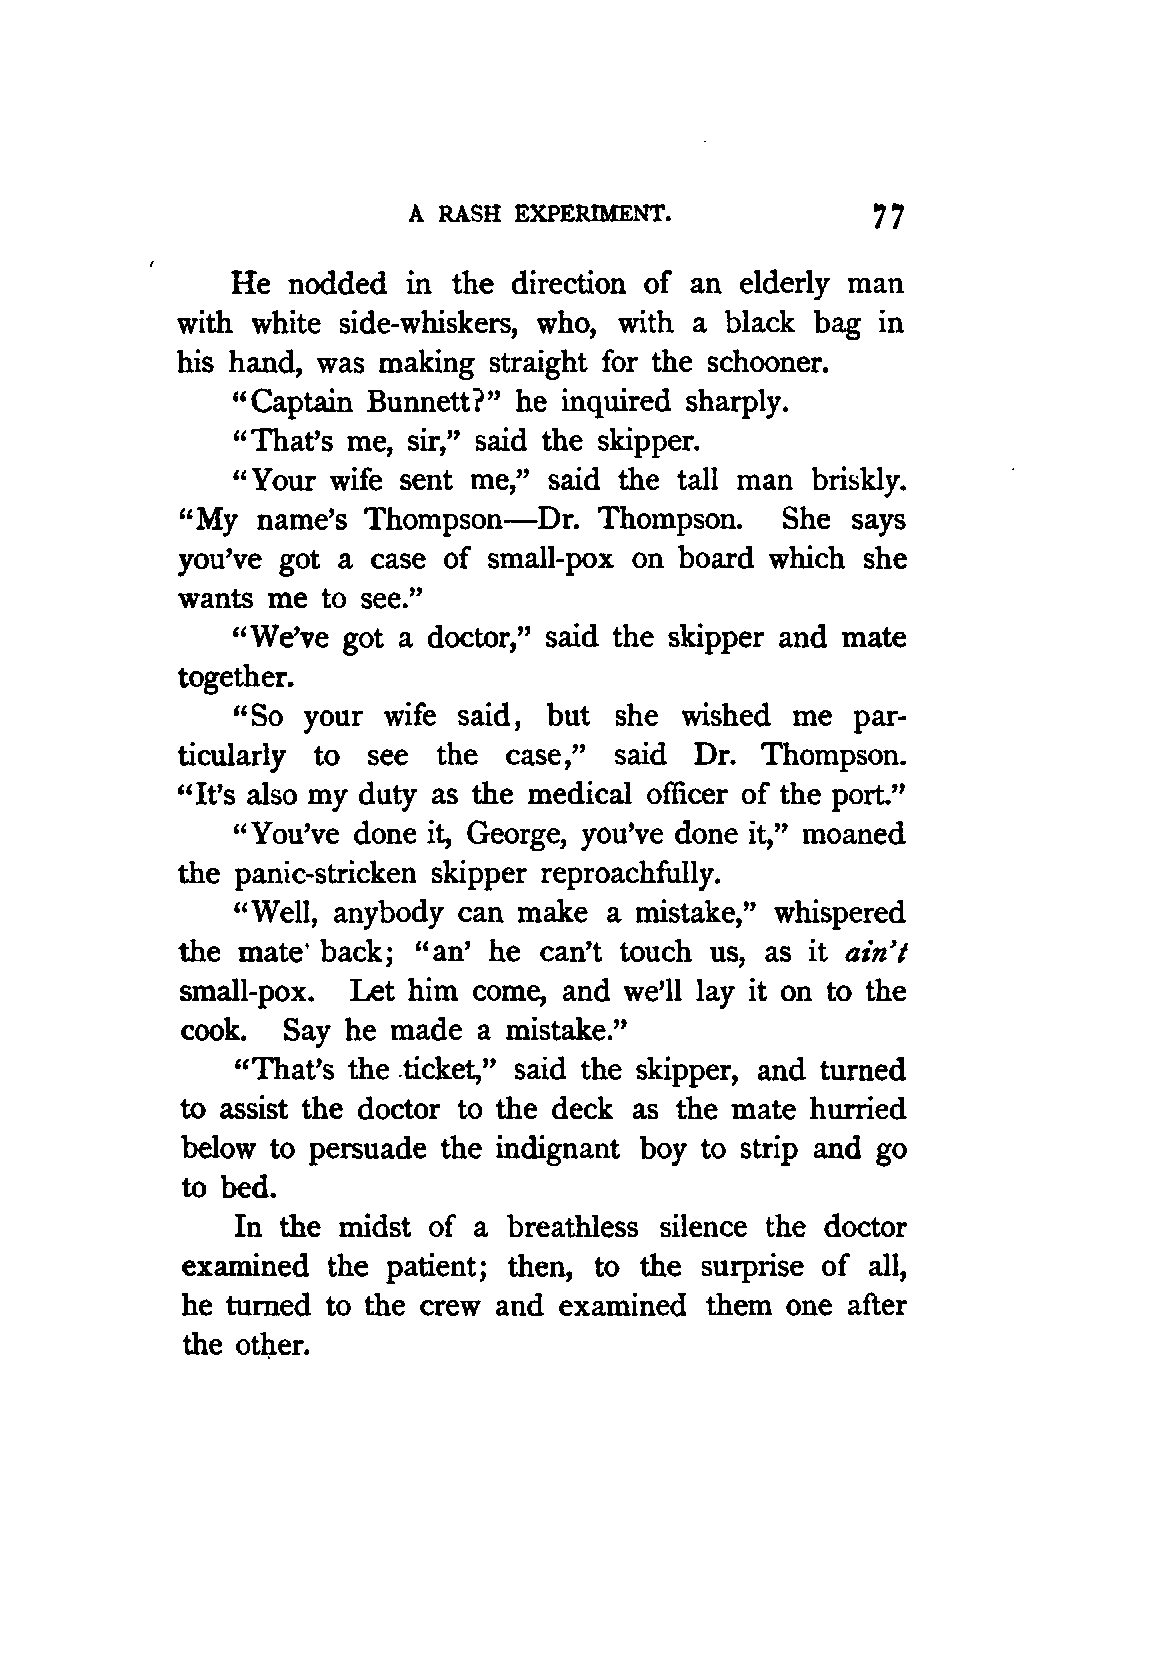 A RASH EXPERIMENT. 77
He nodded in the direction of an elderly man
with white side-whiskers, who, with a black bag in
his hand, was making straight for the schooner.
“Captain Bunnett?” he inquired sharply.
“That’s me, sir,” said the skipper.
“Your wife sent me,” said the tall man briskly.
“My name’s Thompson—Dr. Thompson. She says
you’ve got a case of small-pox on board which she
wants me to see.”
“We’ve got a doctor,” said the skipper and mate
together.
“So your wife said, but she wished me par-
ticularly to see the case,” said Dr. Thompson.
“It’s also my duty as the medical officer of the port.”
“You’ve done it, George, you’ve done it,” moaned
the panic-stricken skipper reproachfully.
“Well, anybody can make a mistake,” whispered
the mate back; “an’ he can’t touch us, as it ain’t
small-pox. Let him come, and we’ll lay it on to the
cook. Say he made a mistake.”
“That’s the ticket,” said the skipper, and turned
to assist the doctor to the deck as the mate hurried
below to persuade the indignant boy to strip and go
to bed.
In the midst of a breathless silence the doctor
examined the patient; then, to the surprise of all,
he turned to the crew and examined them one after
the other.